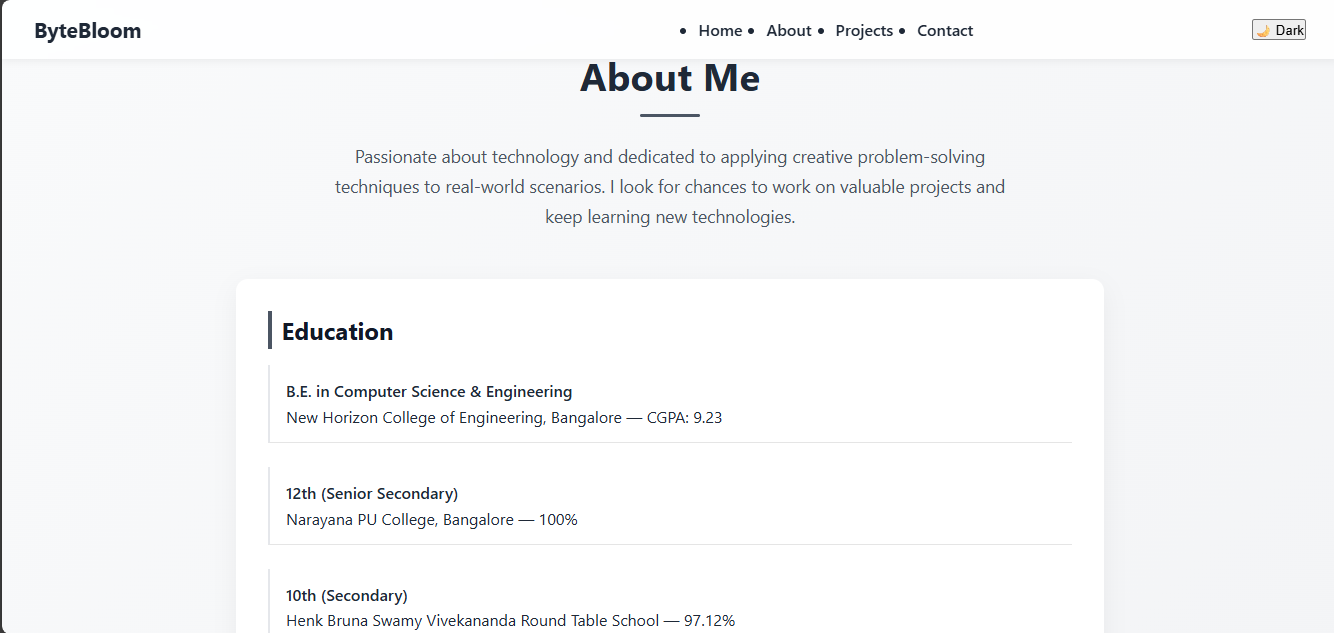 ByteBloom
• Home • About • Projects • Contact
🌙 Dark
About Me
Passionate about technology and dedicated to applying creative problem-solving
techniques to real-world scenarios. I look for chances to work on valuable projects and
keep learning new technologies.
Education
B.E. in Computer Science & Engineering
New Horizon College of Engineering, Bangalore — CGPA: 9.23
12th (Senior Secondary)
Narayana PU College, Bangalore — 100%
10th (Secondary)
Henk Bruna Swamy Vivekananda Round Table School — 97.12%